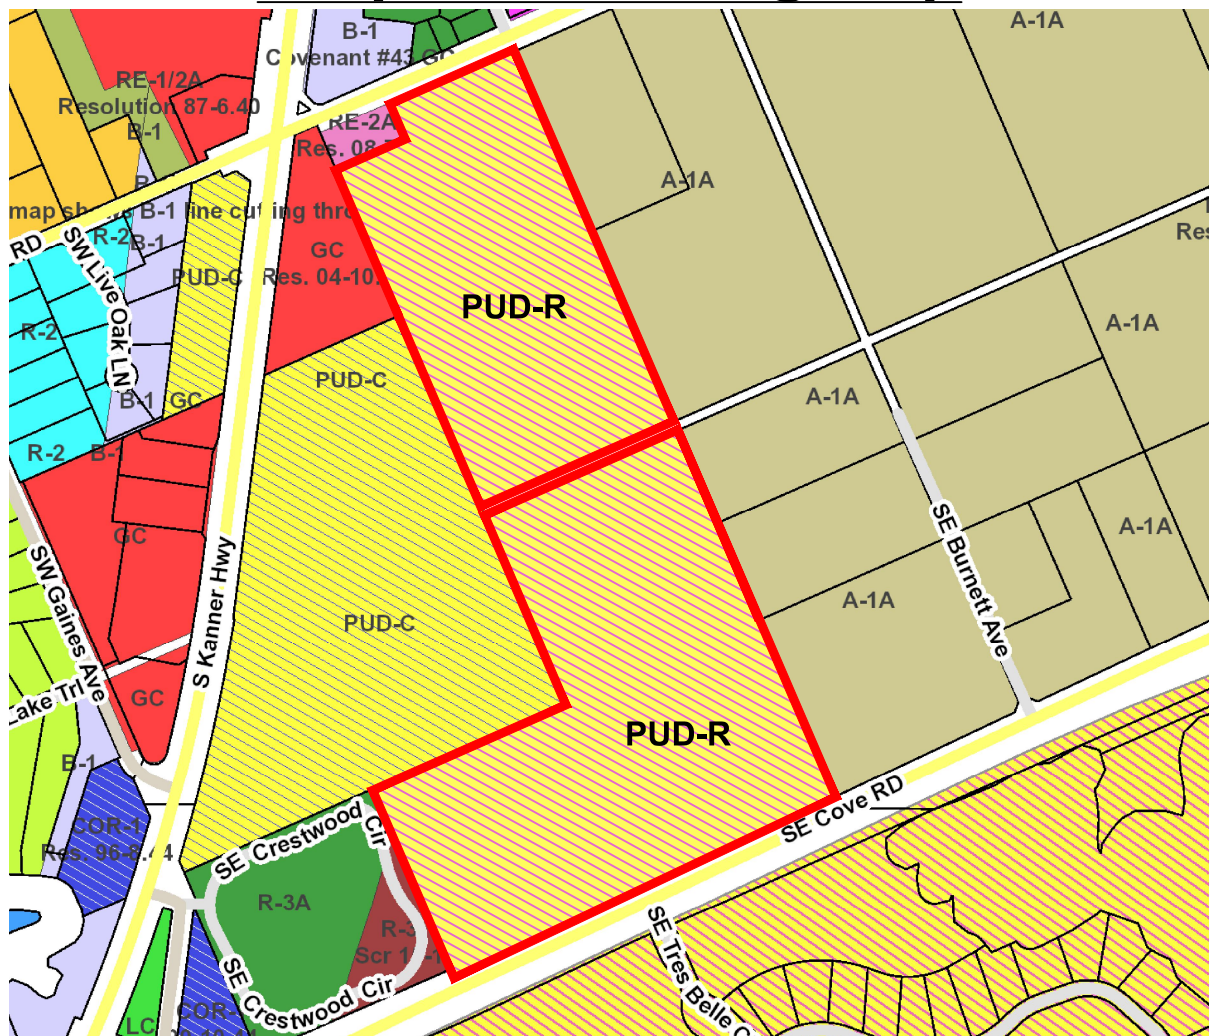 A-1A
B-1
Covenant #43 GC
RE-1/2A
Resolution 87-6.40
B-1
RE-2A
Res. 08-7
A-1A
B-1 line cutting thro
RD
R-2
B-1
SW Live Oak LN
PUD-C
GC
Res. 04-10.
PUD-R
A-1A
R-2
PUD-C
A-1A
B-1
GC
R-2
B-1
GC
SE Burnett Ave
A-1A
S Kanner Hwy
SW Gaines Ave
A-1A
PUD-C
Lake Trl
GC
PUD-R
B-1
SE Cove RD
COR-1
Res. 96-8.44
SE Crestwood Cir
R-3A
SE Tres Belle C
SE Crestwood Cir
LC
COR-